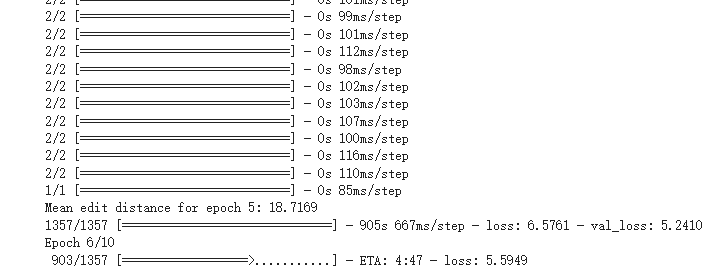 2/2 [==============================] - 0s 101ms/step
2/2 [==============================] - 0s 99ms/step
2/2 [==============================] - 0s 101ms/step
2/2 [==============================] - 0s 112ms/step
2/2 [==============================] - 0s 98ms/step
2/2 [==============================] - 0s 102ms/step
2/2 [==============================] - 0s 103ms/step
2/2 [==============================] - 0s 107ms/step
2/2 [==============================] - 0s 100ms/step
2/2 [==============================] - 0s 116ms/step
2/2 [==============================] - 0s 110ms/step
1/1 [==============================] - 0s 85ms/step
Mean edit distance for epoch 5: 18.7169
1357/1357 [==============================] - 905s 667ms/step - loss: 6.5761 - val_loss: 5.2410
Epoch 6/10
903/1357 [==================>...........] - ETA: 4:47 - loss: 5.5949